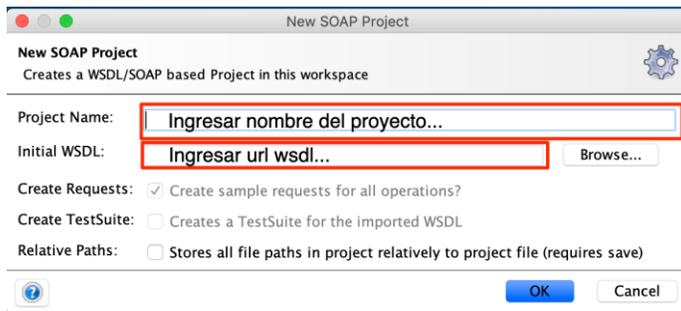 New SOAP Project
New SOAP Project
Creates a WSDL/SOAP based Project in this workspace
Project Name: Ingresar nombre del proyecto...
Initial WSDL: Ingresar url wsdl... Browse...
Create Requests: Create sample requests for all operations?
Create TestSuite: Creates a TestSuite for the imported WSDL
Relative Paths: Stores all file paths in project relatively to project file (requires save)
? OK Cancel